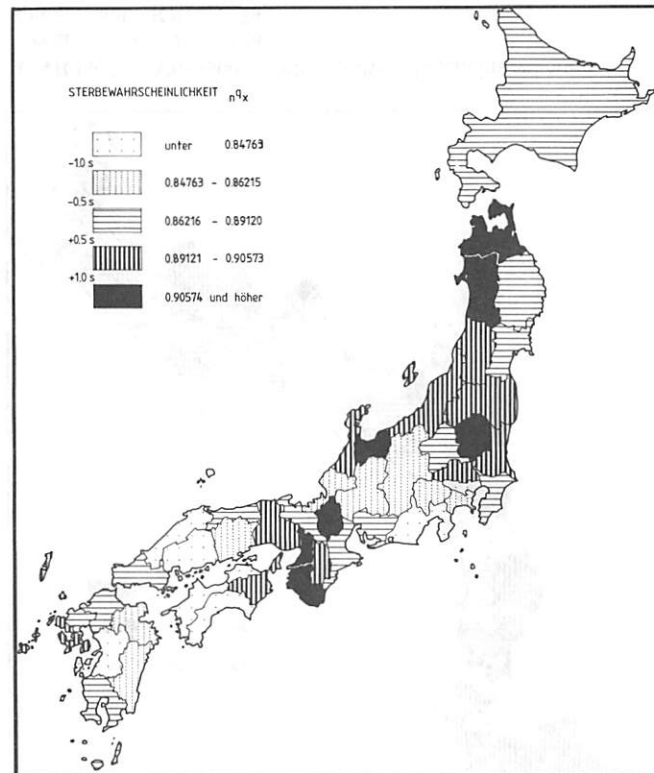 STERBEWAHRSCHEINLICHKEIT nqx
unter 0.84763
-1.0 s
0.84763 - 0.86215
-0.5 s
0.86216 - 0.89120
+0.5 s
0.89121 - 0.90573
+1.0 s
0.90574 und höher